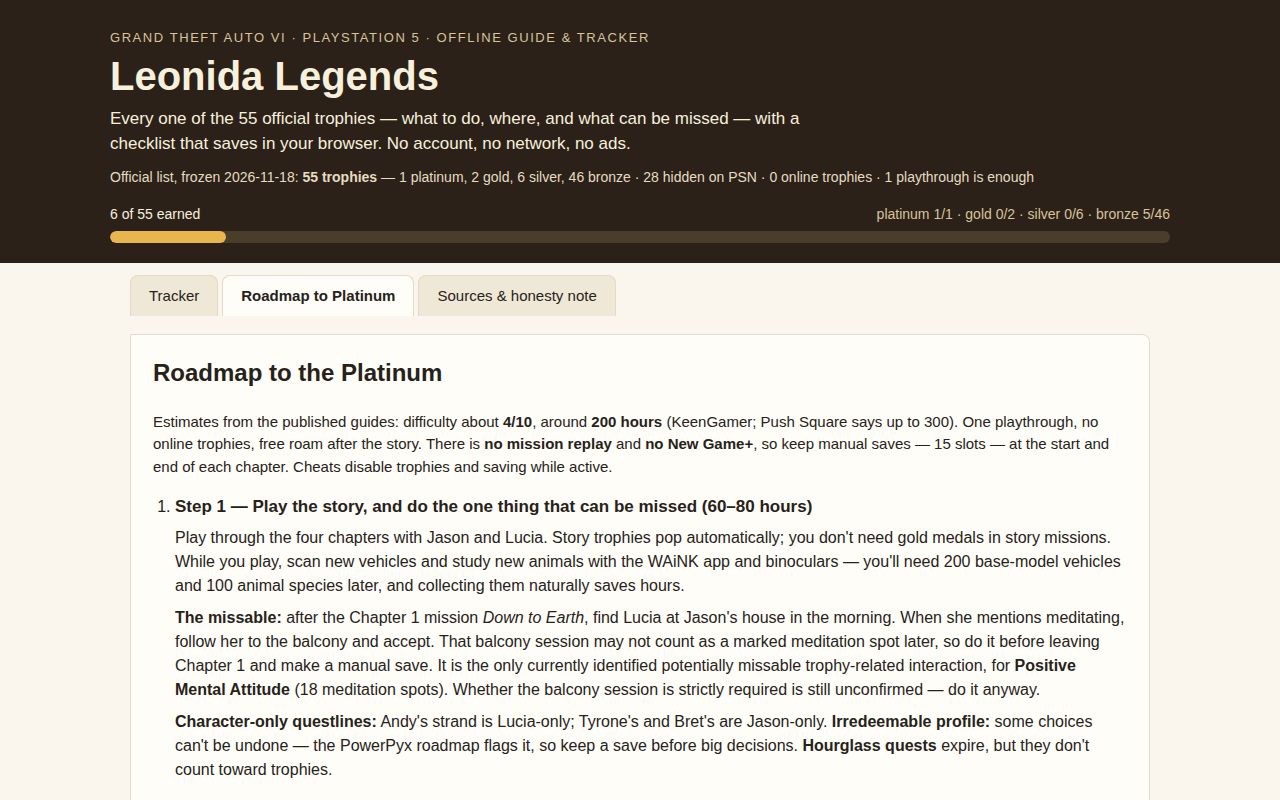 GRAND THEFT AUTO VI · PLAYSTATION 5 · OFFLINE GUIDE & TRACKER
Leonida Legends
Every one of the 55 official trophies — what to do, where, and what can be missed — with a
checklist that saves in your browser. No account, no network, no ads.
Official list, frozen 2026-11-18: 55 trophies — 1 platinum, 2 gold, 6 silver, 46 bronze · 28 hidden on PSN · 0 online trophies · 1 playthrough is enough
6 of 55 earned
platinum 1/1 · gold 0/2 · silver 0/6 · bronze 5/46
Tracker
Roadmap to Platinum
Sources & honesty note
Roadmap to the Platinum
Estimates from the published guides: difficulty about 4/10, around 200 hours (KeenGamer; Push Square says up to 300). One playthrough, no
online trophies, free roam after the story. There is no mission replay and no New Game+, so keep manual saves — 15 slots — at the start and
end of each chapter. Cheats disable trophies and saving while active.
1. Step 1 — Play the story, and do the one thing that can be missed (60–80 hours)
Play through the four chapters with Jason and Lucia. Story trophies pop automatically; you don't need gold medals in story missions.
While you play, scan new vehicles and study new animals with the WAiNK app and binoculars — you'll need 200 base-model vehicles
and 100 animal species later, and collecting them naturally saves hours.
The missable: after the Chapter 1 mission Down to Earth, find Lucia at Jason's house in the morning. When she mentions meditating,
follow her to the balcony and accept. That balcony session may not count as a marked meditation spot later, so do it before leaving
Chapter 1 and make a manual save. It is the only currently identified potentially missable trophy-related interaction, for Positive
Mental Attitude (18 meditation spots). Whether the balcony session is strictly required is still unconfirmed — do it anyway.
Character-only questlines: Andy's strand is Lucia-only; Tyrone's and Bret's are Jason-only. Irredeemable profile: some choices
can't be undone — the PowerPyx roadmap flags it, so keep a save before big decisions. Hourglass quests expire, but they don't
count toward trophies.